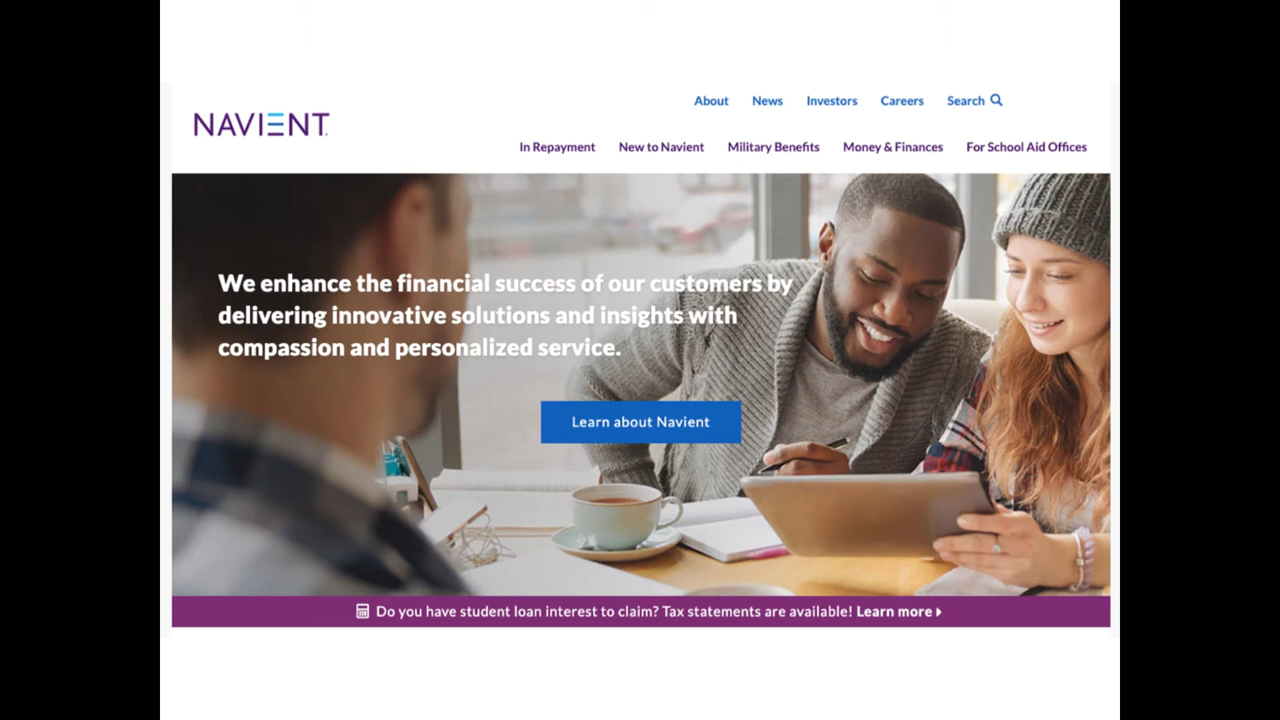 About News Investors Careers Search
NAVIENT
In Repayment New to Navient Military Benefits Money & Finances For School Aid Offices
We enhance the financial success of our customers by
delivering innovative solutions and insights with
compassion and personalized service.
Learn about Navient
Do you have student loan interest to claim? Tax statements are available! Learn more